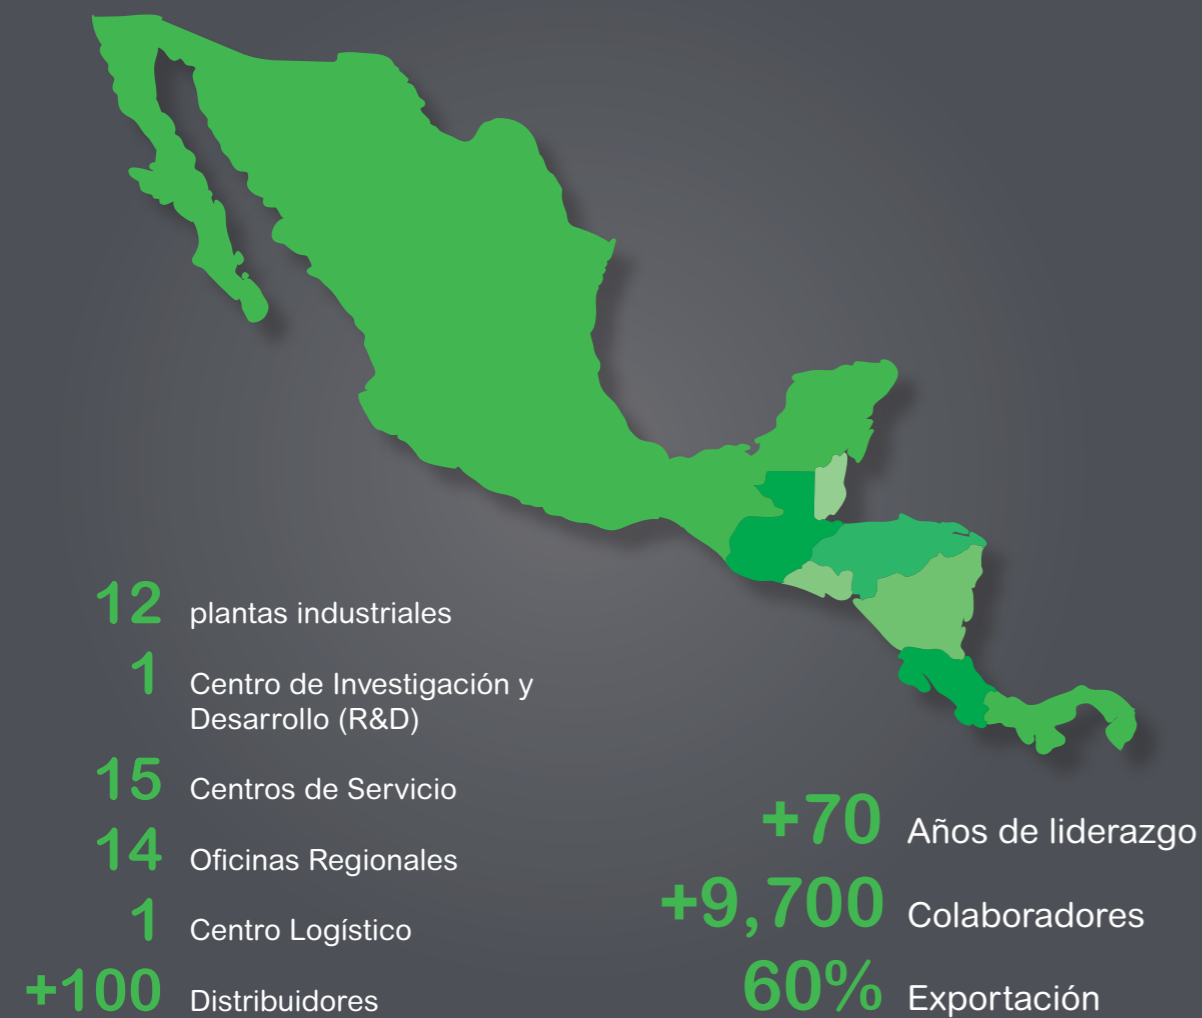 12 plantas industriales
1 Centro de Investigación y
Desarrollo (R&D)
15 Centros de Servicio
14 Oficinas Regionales
1 Centro Logístico
+100 Distribuidores
+70 Años de liderazgo
+9,700 Colaboradores
60% Exportación